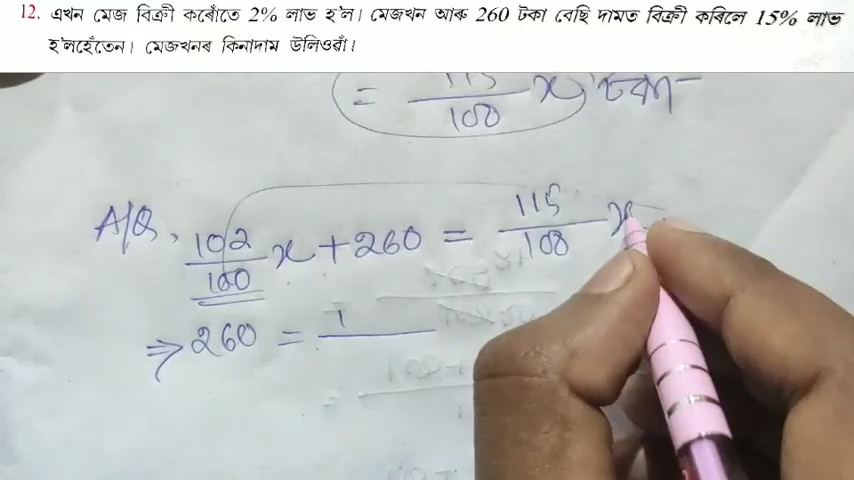 12. এখন মেজ বিক্ৰী কৰোঁতে 2% লাভ হ'ল। মেজখন আৰু 260 টকা বেছি দামত বিক্ৰী কৰিলে 15% লাভ
হ'লহেঁতেন। মেজখনৰ কিনাদাম উলিওৱাঁ।
= 115/100 x টকা
A/Q, 102/100 x + 260 = 115/100 x
⇒ 260 = 1